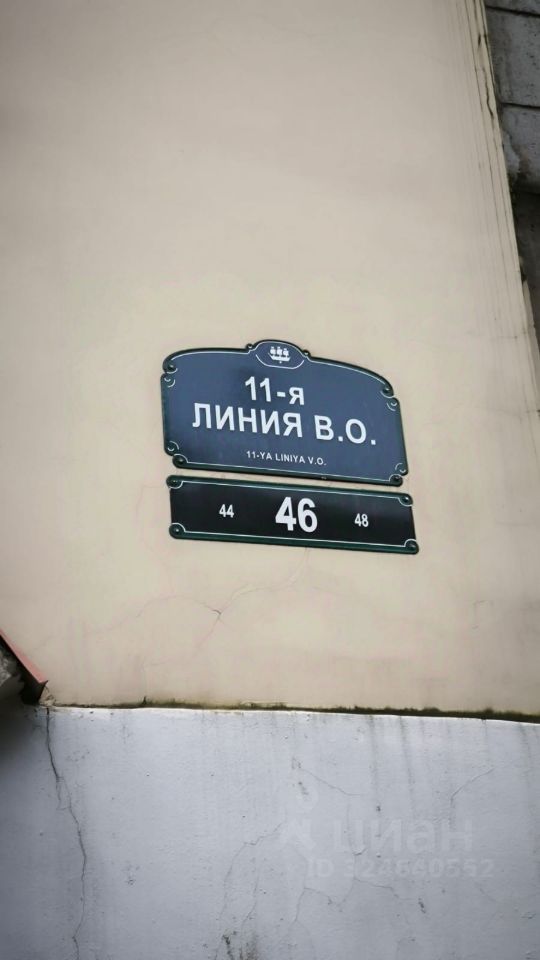 11-я
ЛИНИЯ В.О.
11-YA LINIYA V.O.
44 46 48
циан